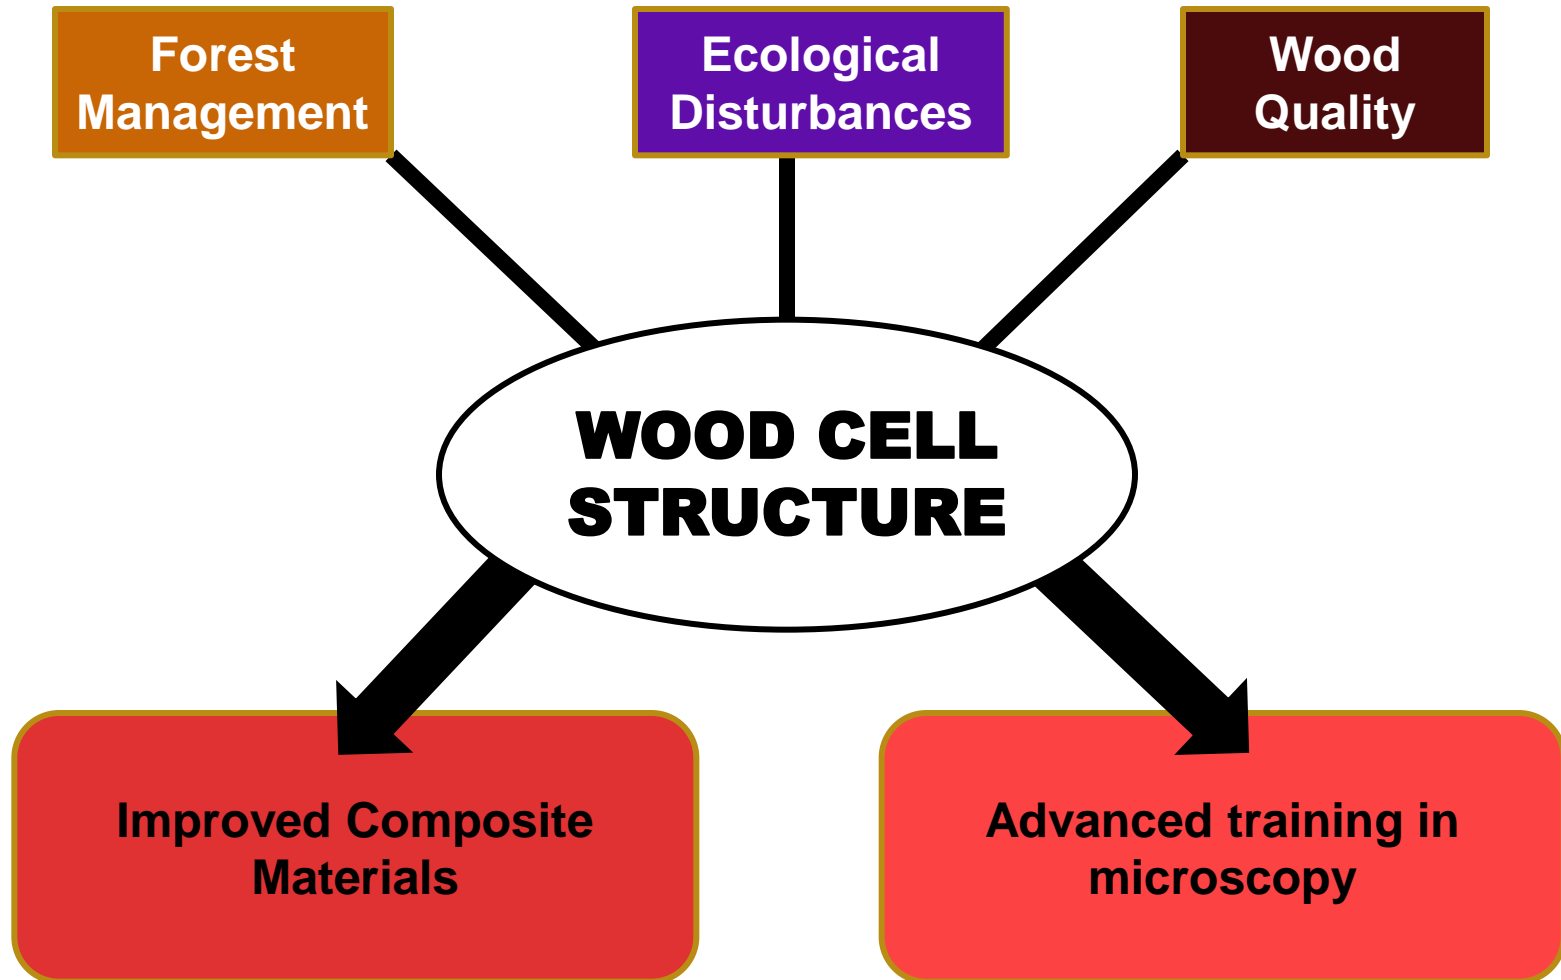 Forest
Management
Ecological
Disturbances
Wood
Quality
WOOD CELL
STRUCTURE
Improved Composite
Materials
Advanced training in
microscopy